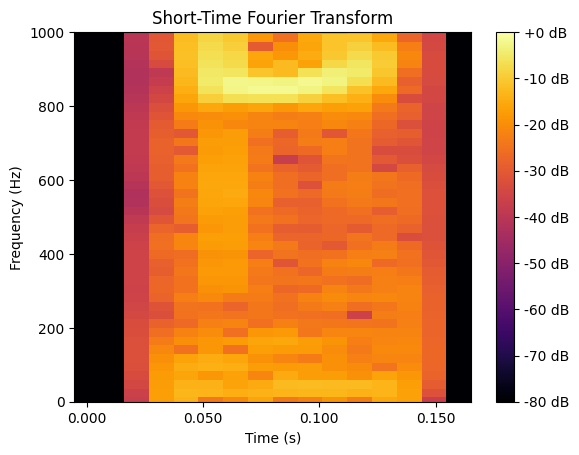 Short-Time Fourier Transform
1000
800
600
400
200
0
Frequency (Hz)
0.000
0.050
0.100
0.150
Time (s)
+0 dB
-10 dB
-20 dB
-30 dB
-40 dB
-50 dB
-60 dB
-70 dB
-80 dB